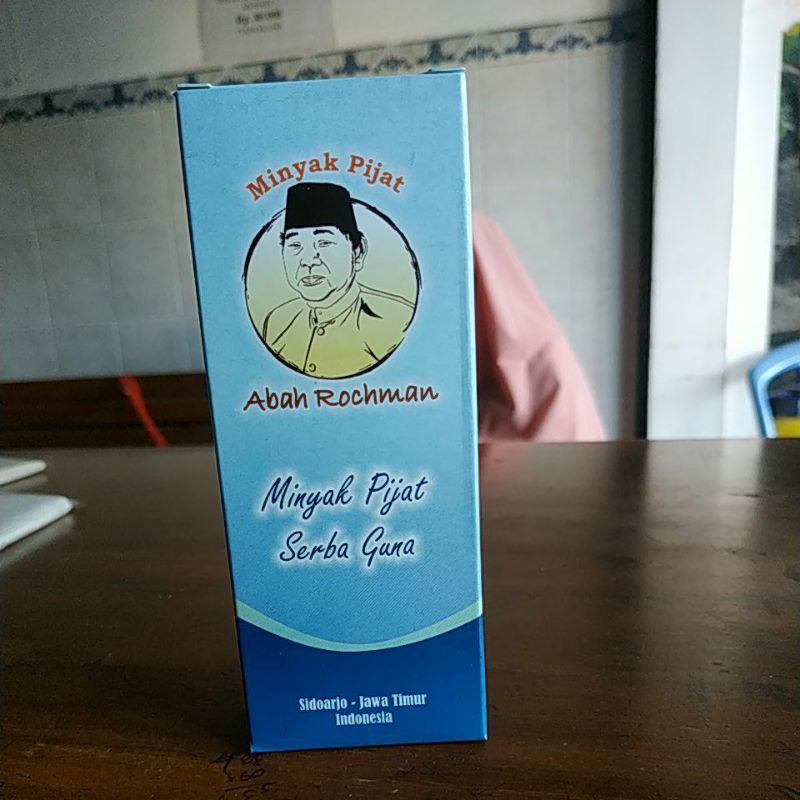 Minyak Pijat
Abah Rochman
Minyak Pijat
Serba Guna
Sidoarjo - Jawa Timur
Indonesia